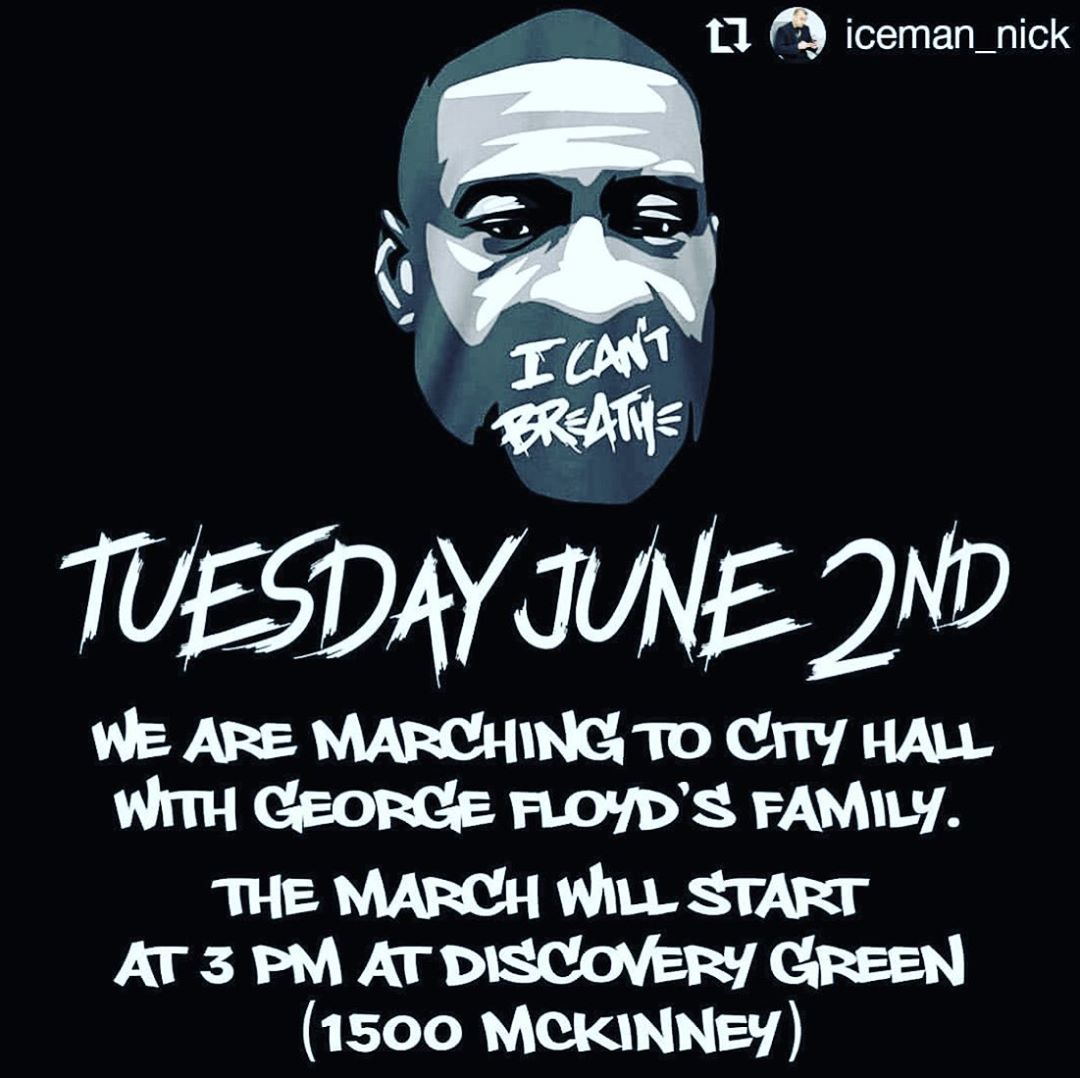 iceman_nick
I CAN'T
BREATHE
TUESDAY JUNE 2ND
WE ARE MARCHING TO CITY HALL
WITH GEORGE FLOYD'S FAMILY.
THE MARCH WILL START
AT 3 PM AT DISCOVERY GREEN
(1500 MCKINNEY)